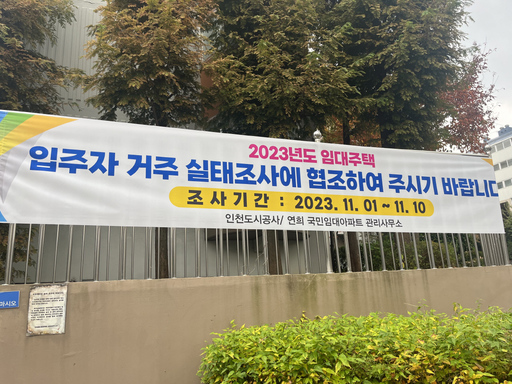 2023년도 임대주택
입주자 거주 실태조사에 협조하여 주시기 바랍니
조사기간 : 2023. 11. 01 ~ 11. 10
인천도시공사/ 연희 국민임대아파트 관리사무소
마시오